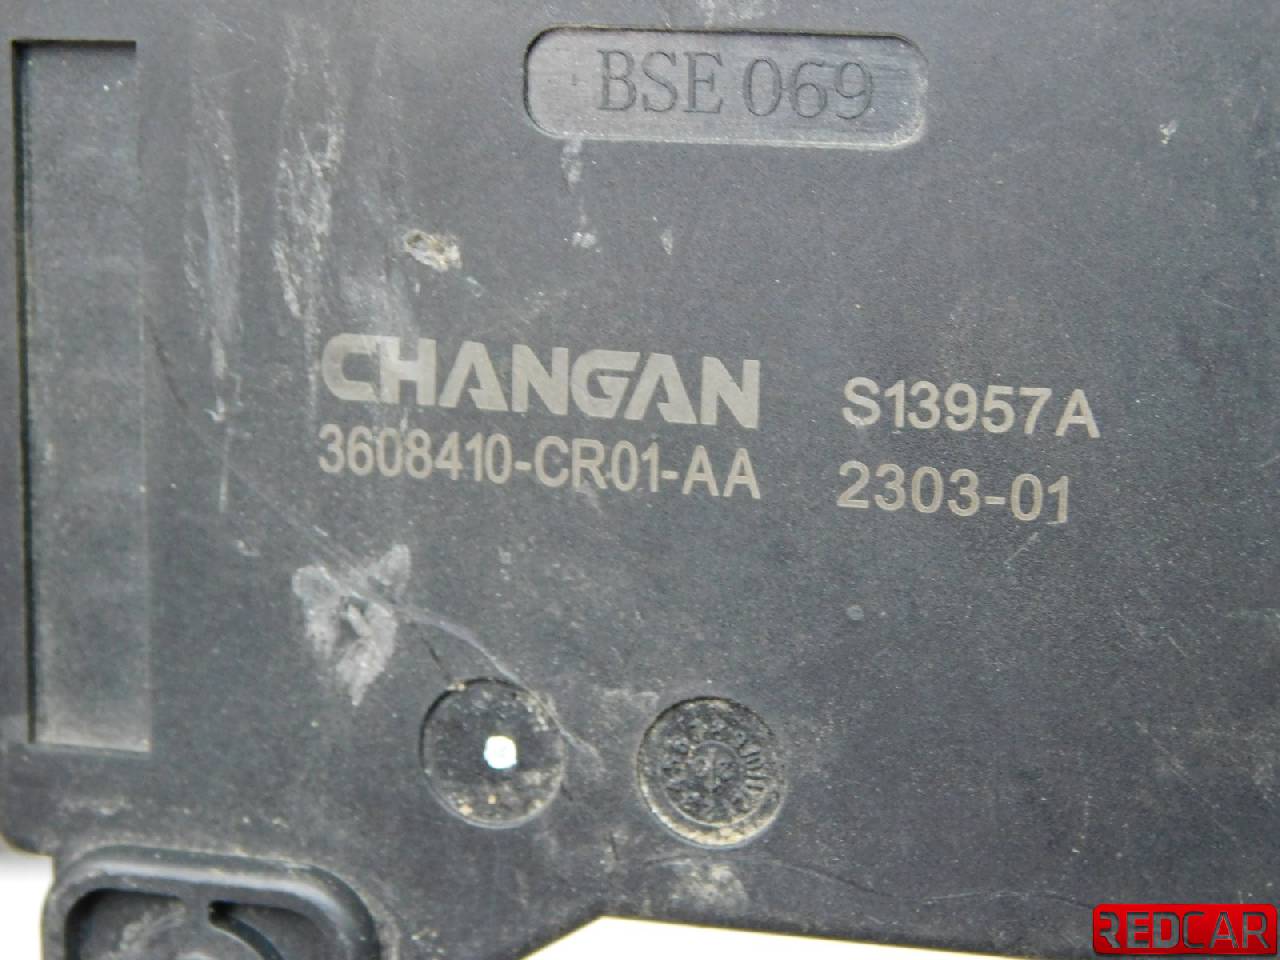 BSE 069
CHANGAN
S13957A
3608410-CR01-AA
2303-01
REDCAR